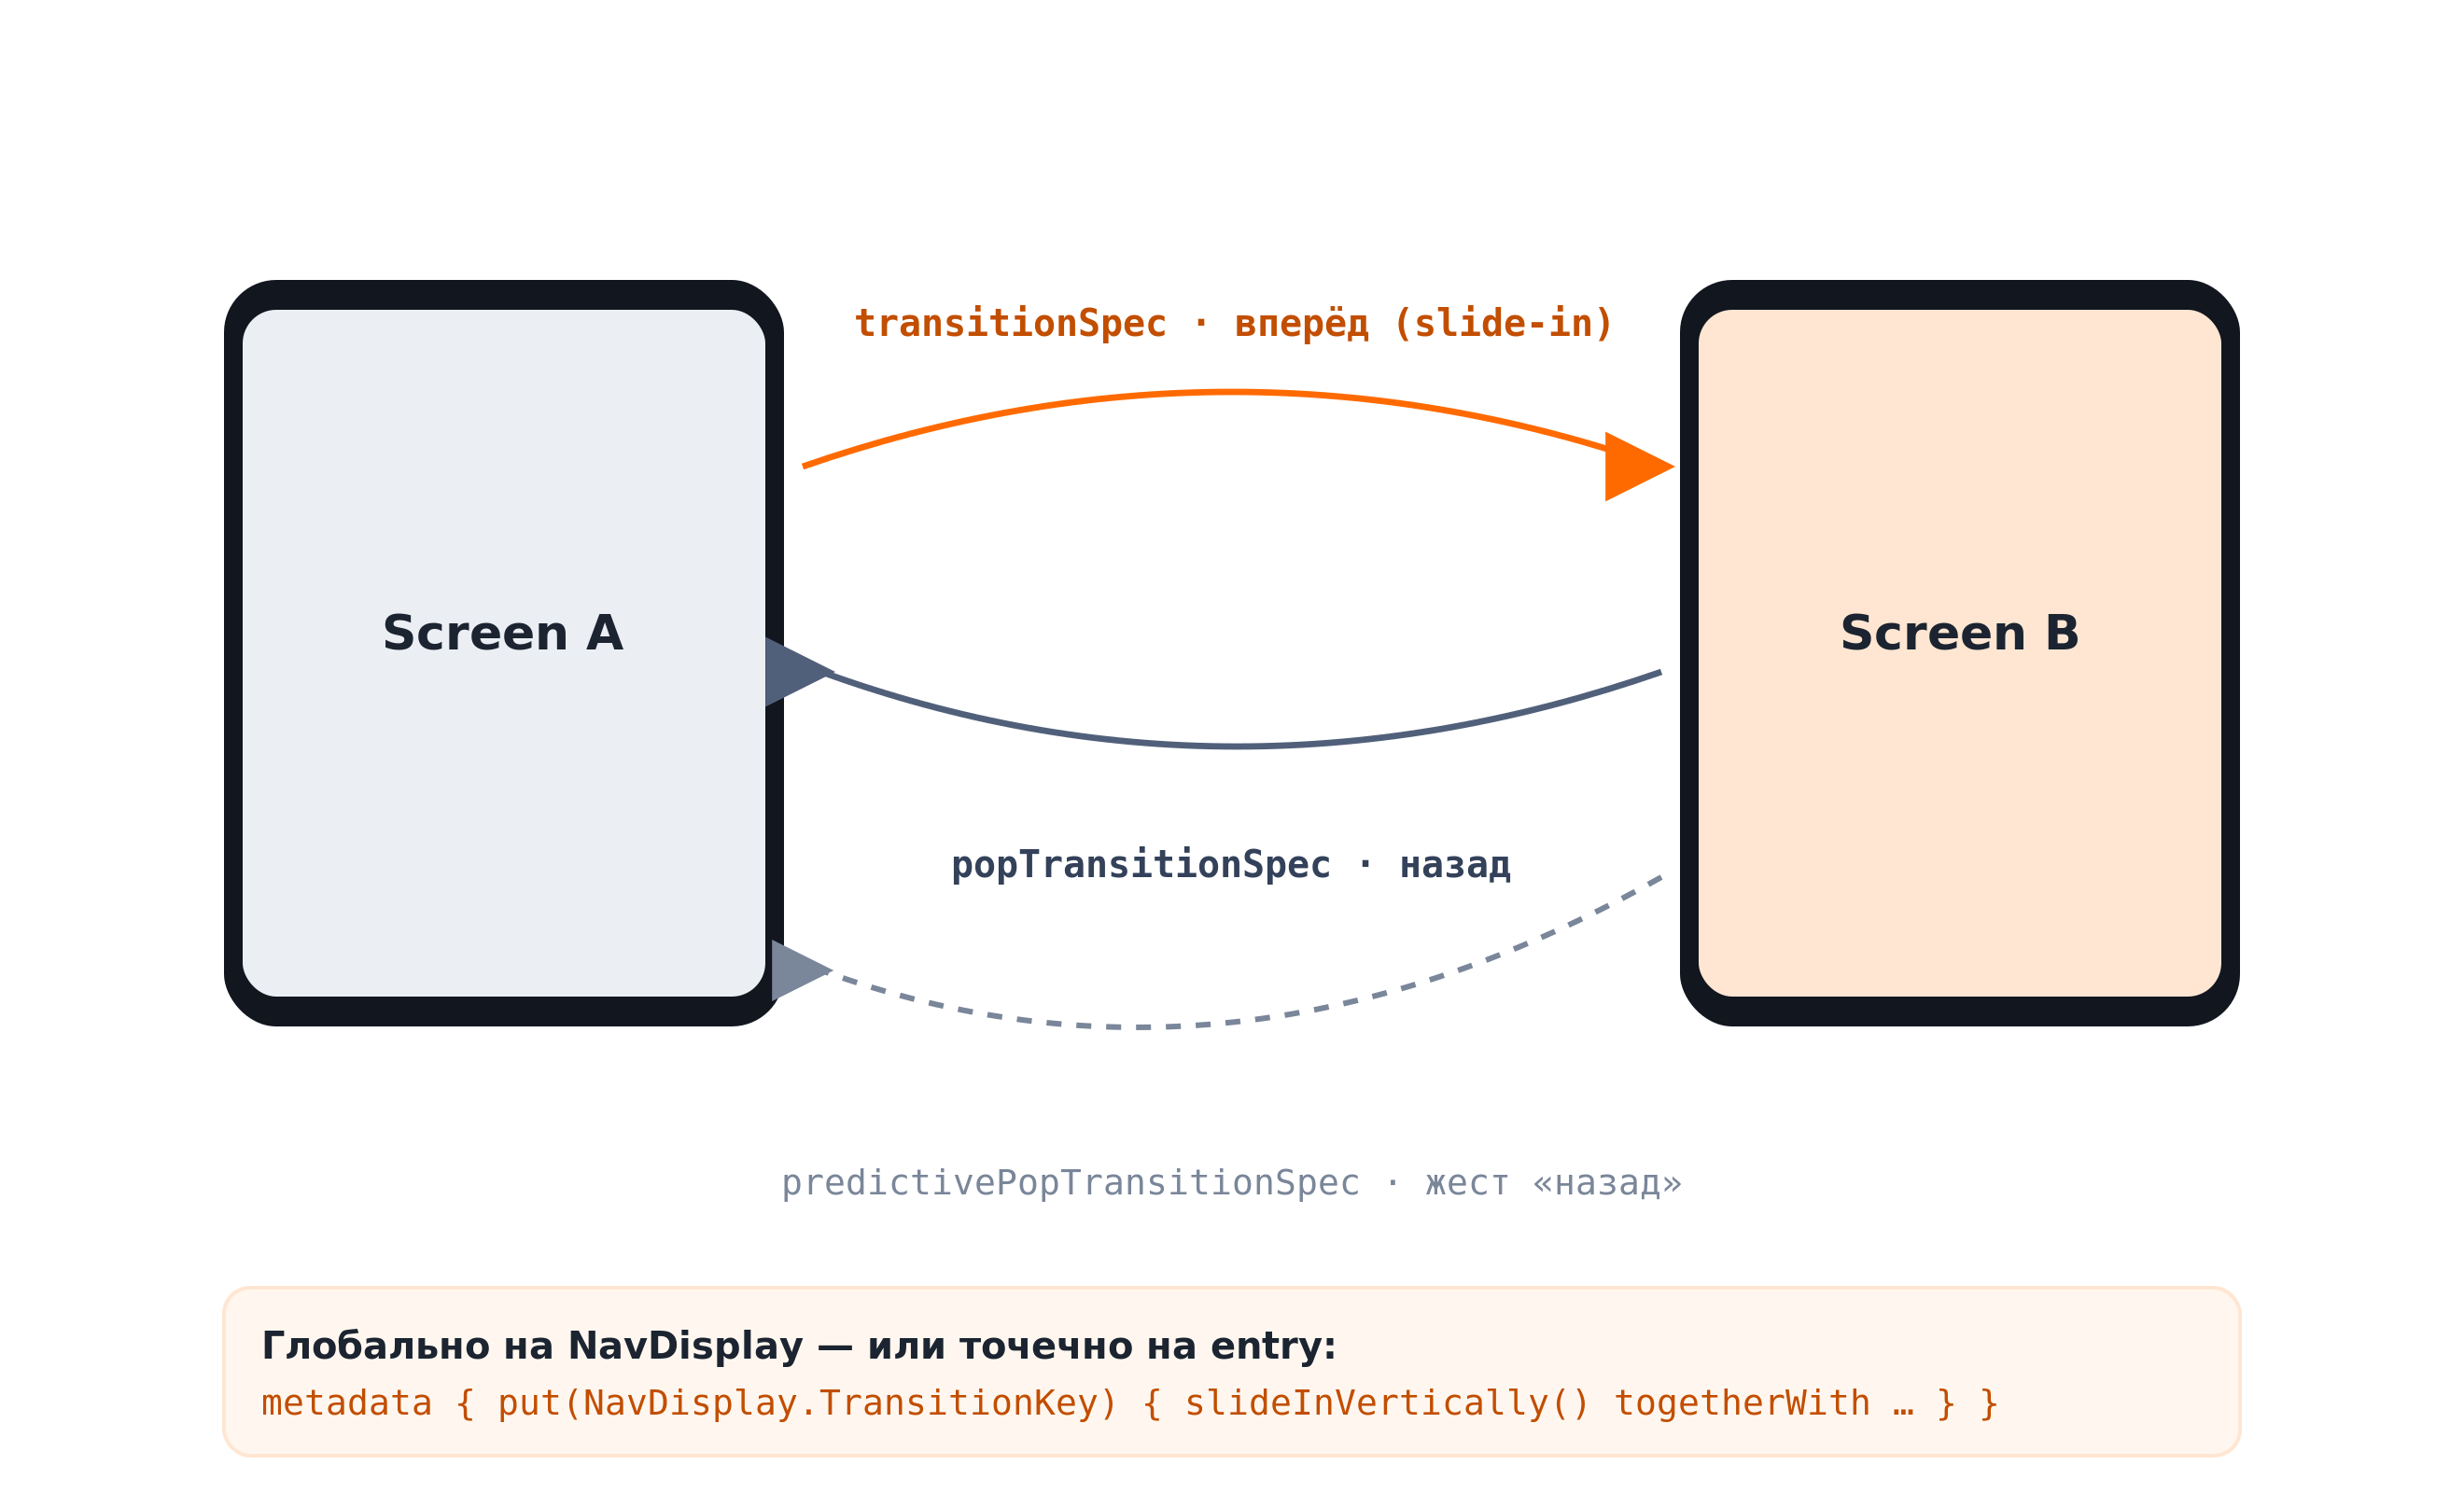 transitionSpec · вперёд (slide-in)
Screen A
Screen B
popTransitionSpec · назад
predictivePopTransitionSpec · жест «назад»
Глобально на NavDisplay — или точечно на entry:
metadata { put(NavDisplay.TransitionKey) { slideInVertically() togetherWith … } }